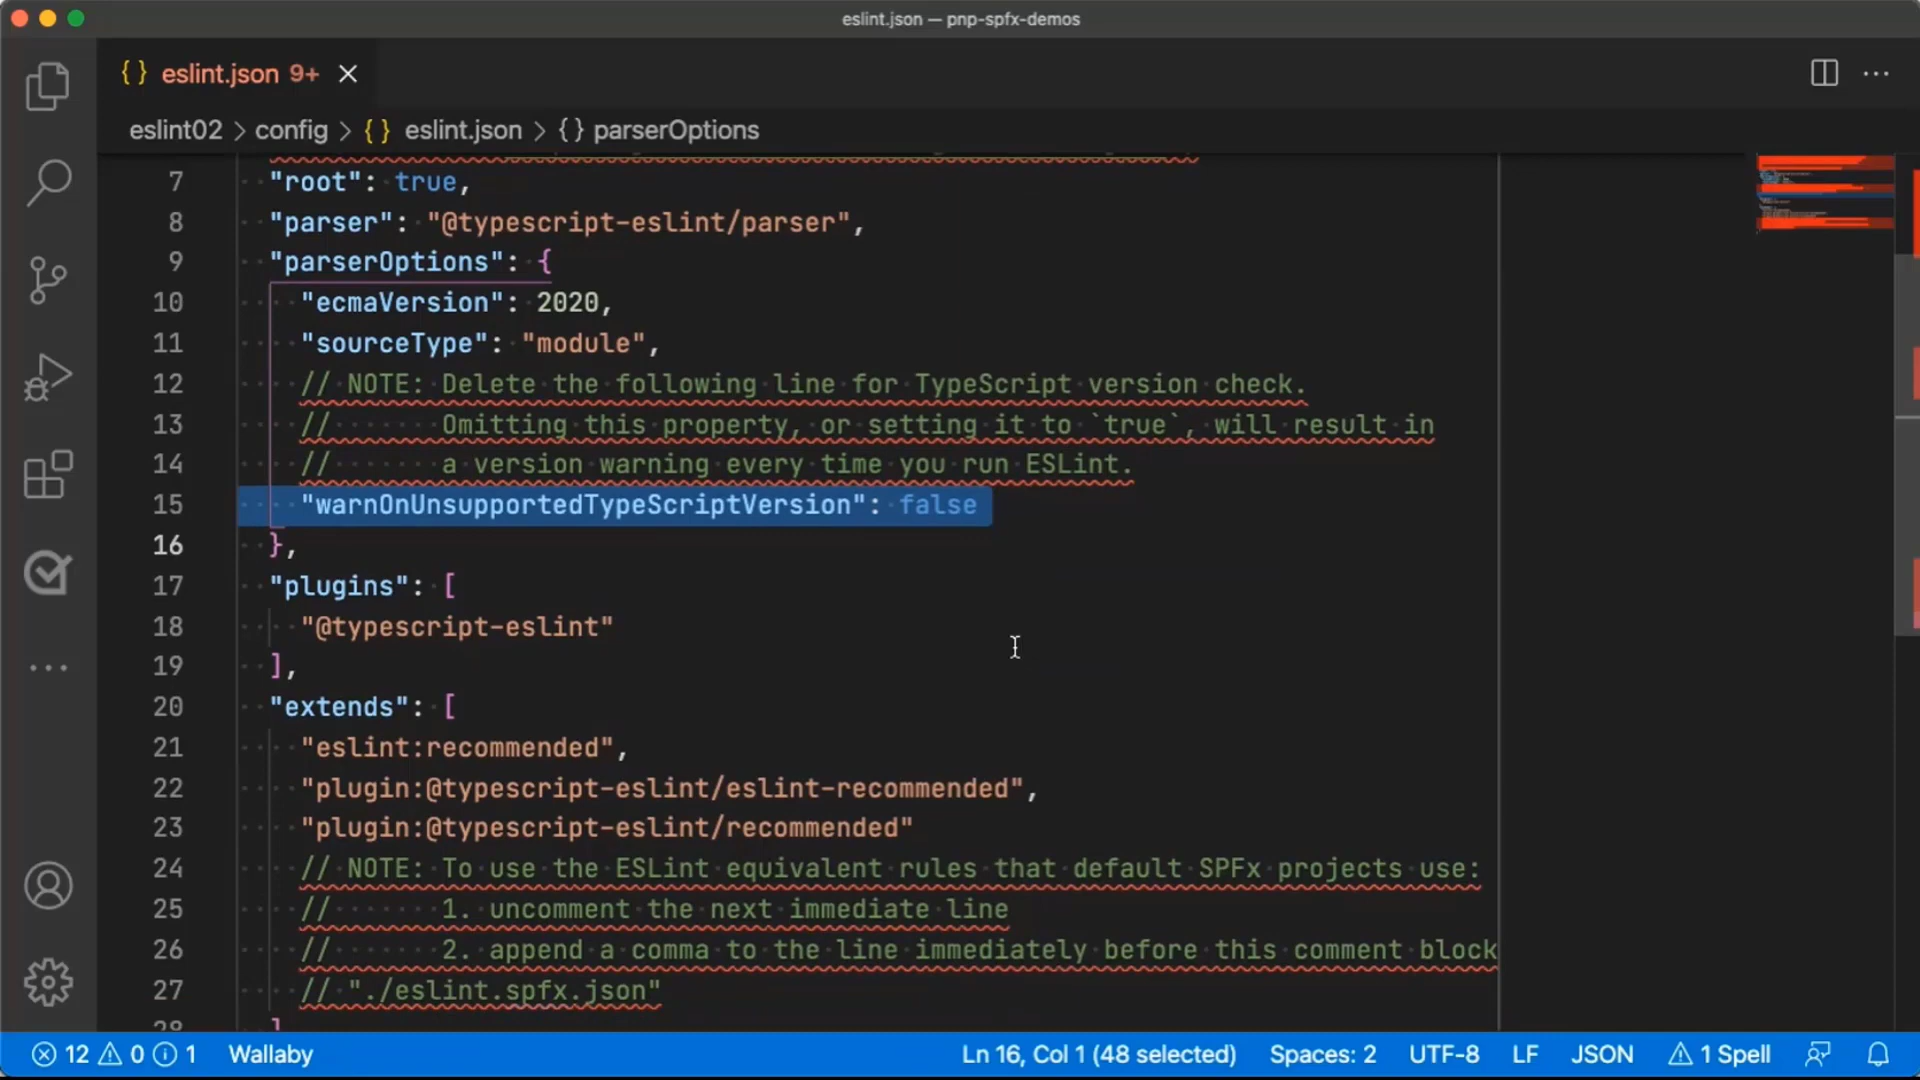 eslint.json — pnp-spfx-demos
{ } eslint.json 9+
eslint02 > config > { } eslint.json > { } parserOptions
7 "root": true,
8 "parser": "@typescript-eslint/parser",
9 "parserOptions": {
10 "ecmaVersion": 2020,
11 "sourceType": "module",
12 // NOTE: Delete the following line for TypeScript version check.
13 // Omitting this property, or setting it to `true`, will result in
14 // a version warning every time you run ESLint.
15 "warnOnUnsupportedTypeScriptVersion": false
16 },
17 "plugins": [
18 "@typescript-eslint"
19 ],
20 "extends": [
21 "eslint:recommended",
22 "plugin:@typescript-eslint/eslint-recommended",
23 "plugin:@typescript-eslint/recommended"
24 // NOTE: To use the ESLint equivalent rules that default SPFx projects use:
25 // 1. uncomment the next immediate line
26 // 2. append a comma to the line immediately before this comment block
27 // "./eslint.spfx.json"
28 ]
12 0 1 Wallaby Ln 16, Col 1 (48 selected) Spaces: 2 UTF-8 LF JSON 1 Spell